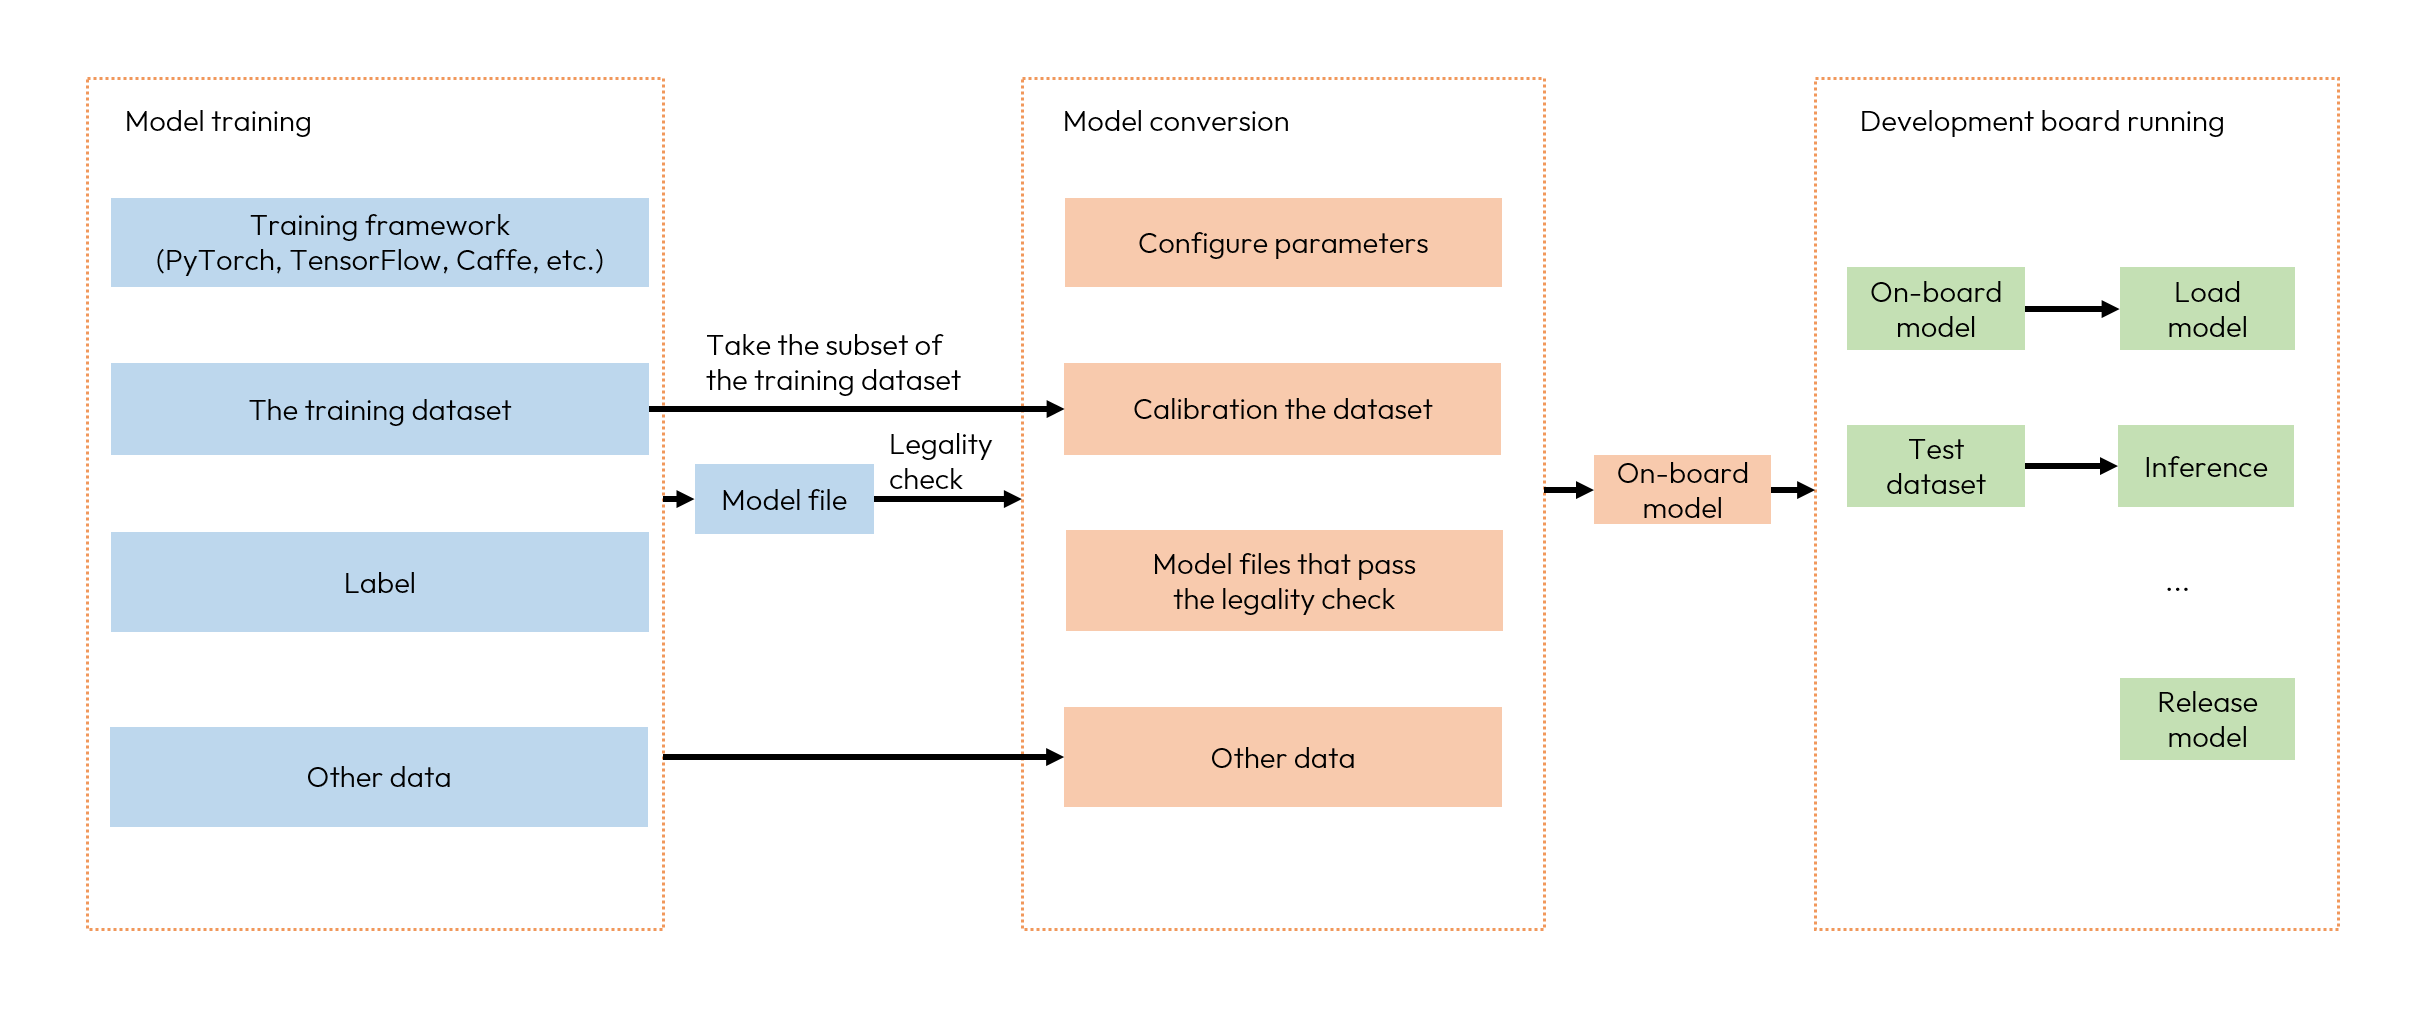 Model training
Training framework
(PyTorch, TensorFlow, Caffe, etc.)
The training dataset
Label
Other data
Take the subset of
the training dataset
Model file
Legality
check
Model conversion
Configure parameters
Calibration the dataset
Model files that pass
the legality check
Other data
On-board
model
Development board running
On-board
model
Load
model
Test
dataset
Inference
...
Release
model